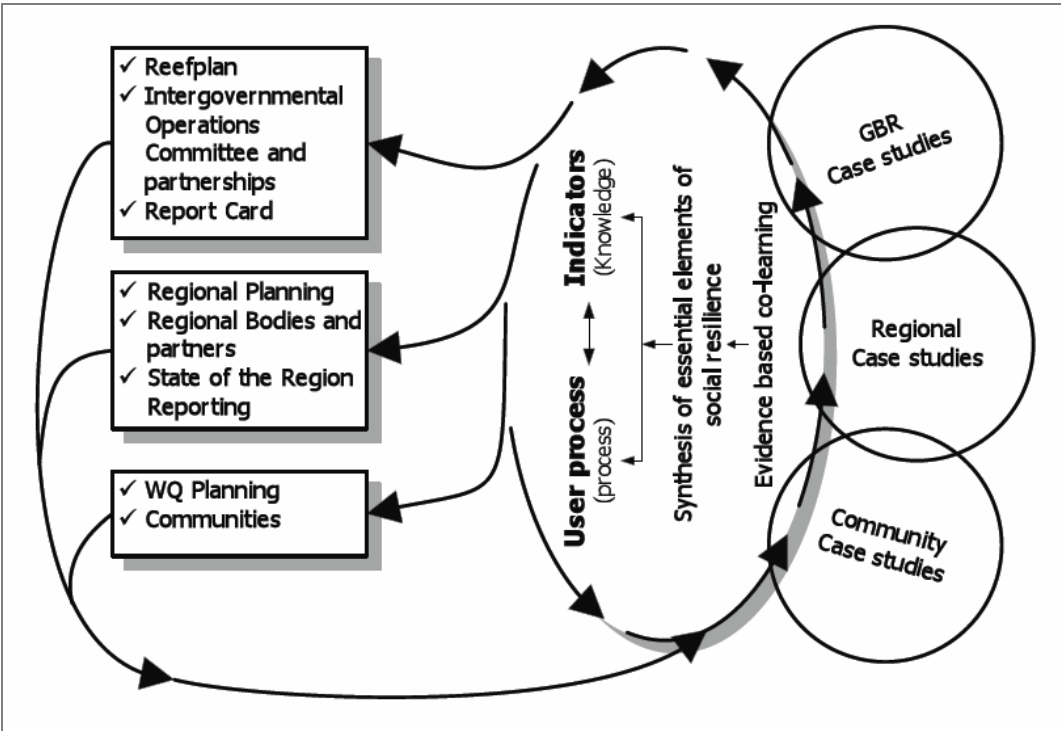 ✓ Reefplan
✓ Intergovernmental
Operations
Committee and
partnerships
✓ Report Card
✓ Regional Planning
✓ Regional Bodies and
partners
✓ State of the Region
Reporting
✓ WQ Planning
✓ Communities
Indicators
(Knowledge)
User process
(process)
Synthesis of essential elements of
social resilience
Evidence based co-learning
GBR
Case studies
Regional
Case studies
Community
Case studies